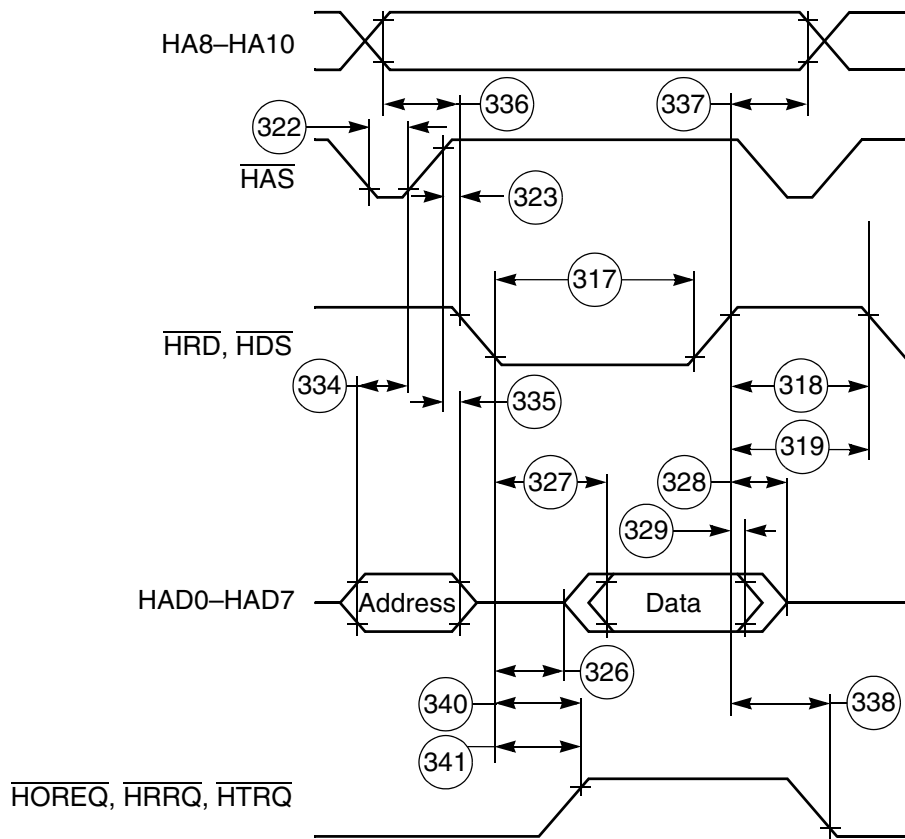 HA8–HA10
336
337
322
HAS
323
317
HRD, HDS
334
335
318
319
327
328
329
HAD0–HAD7
Address
Data
326
340
338
341
HOREQ, HRRQ, HTRQ